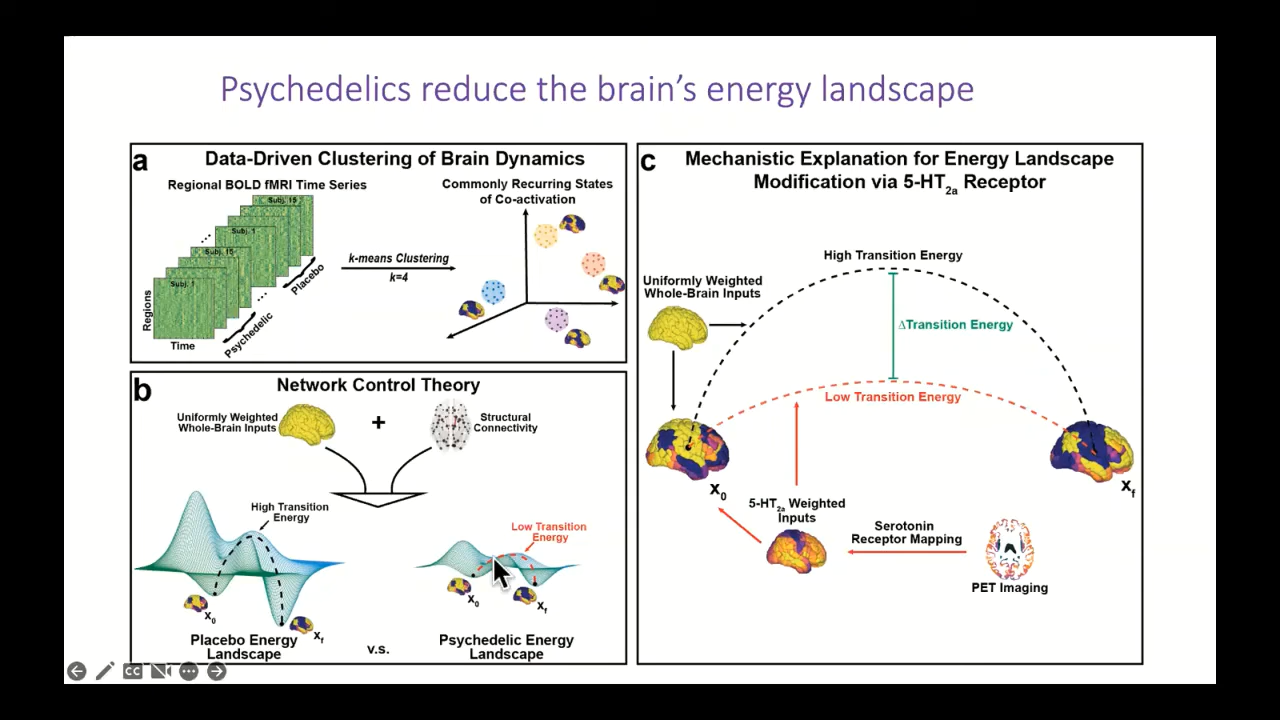 Psychedelics reduce the brain's energy landscape
a
Data-Driven Clustering of Brain Dynamics
Regional BOLD fMRI Time Series
Subj. 15
Subj. 1
Subj. 15
Subj. 1
Regions
Time
Psychedelic
Placebo
k-means Clustering
k=4
Commonly Recurring States
of Co-activation
b
Network Control Theory
Uniformly Weighted
Whole-Brain Inputs
+
Structural
Connectivity
High Transition
Energy
x0
xf
Placebo Energy
Landscape
v.s.
Low Transition
Energy
x0
xf
Psychedelic Energy
Landscape
c
Mechanistic Explanation for Energy Landscape
Modification via 5-HT2a Receptor
High Transition Energy
Uniformly Weighted
Whole-Brain Inputs
ΔTransition Energy
Low Transition Energy
x0
xf
5-HT2a Weighted
Inputs
Serotonin
Receptor Mapping
PET Imaging
CC